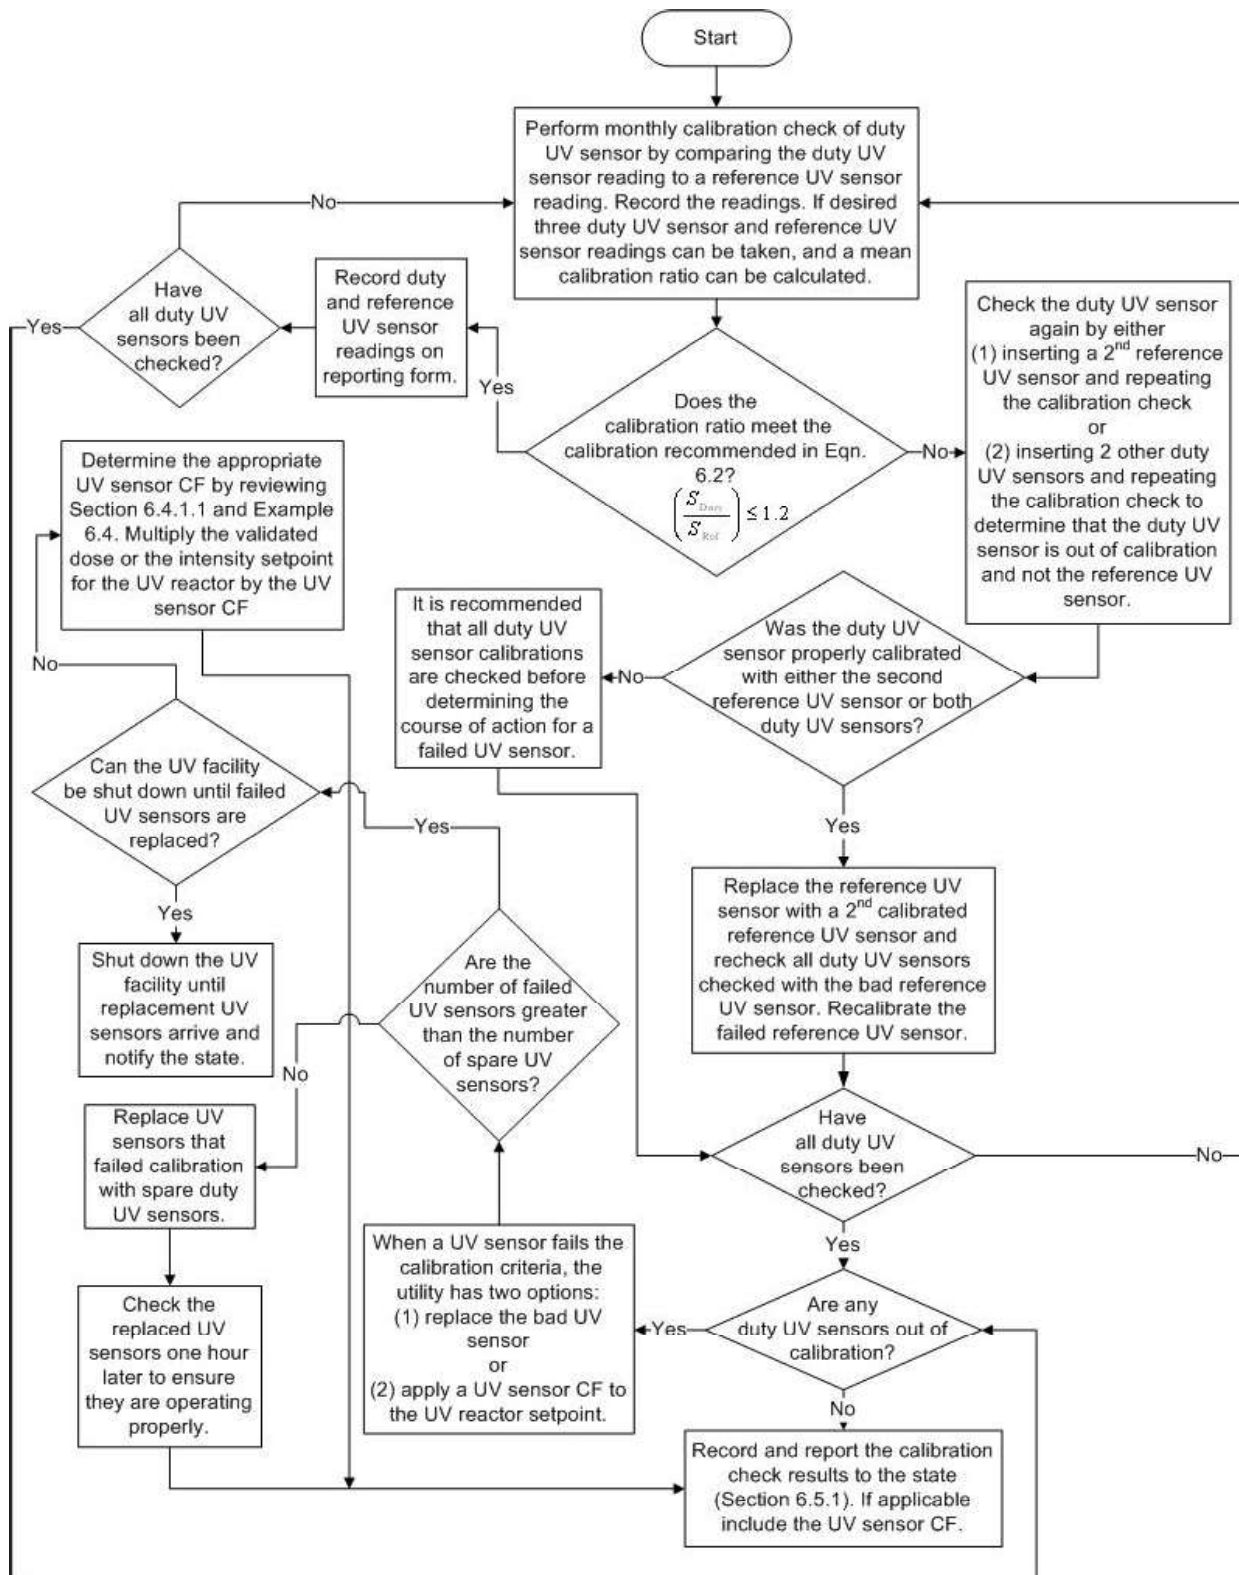 Start
Perform monthly calibration check of duty
UV sensor by comparing the duty UV
sensor reading to a reference UV sensor
reading. Record the readings. If desired
three duty UV sensor and reference UV
sensor readings can be taken, and a mean
calibration ratio can be calculated.
No
Have
all duty UV
sensors been
checked?
Yes
Record duty
and reference
UV sensor
readings on
reporting form.
Yes
Does the
calibration ratio meet the
calibration recommended in Eqn.
6.2?
(S Duty / S Ref) ≤ 1.2
No
Check the duty UV sensor
again by either
(1) inserting a 2nd reference
UV sensor and repeating
the calibration check
or
(2) inserting 2 other duty
UV sensors and repeating
the calibration check to
determine that the duty UV
sensor is out of calibration
and not the reference UV
sensor.
Determine the appropriate
UV sensor CF by reviewing
Section 6.4.1.1 and Example
6.4. Multiply the validated
dose or the intensity setpoint
for the UV reactor by the UV
sensor CF
No
It is recommended
that all duty UV
sensor calibrations
are checked before
determining the
course of action for a
failed UV sensor.
No
Was the duty UV
sensor properly calibrated
with either the second
reference UV sensor or both
duty UV sensors?
Yes
Can the UV facility
be shut down until failed
UV sensors are
replaced?
Yes
Yes
Shut down the UV
facility until
replacement UV
sensors arrive and
notify the state.
Are the
number of failed
UV sensors greater
than the number
of spare UV
sensors?
No
Replace the reference UV
sensor with a 2nd calibrated
reference UV sensor and
recheck all duty UV sensors
checked with the bad reference
UV sensor. Recalibrate the
failed reference UV sensor.
Replace UV
sensors that
failed calibration
with spare duty
UV sensors.
Have
all duty UV
sensors been
checked?
No
Yes
When a UV sensor fails the
calibration criteria, the
utility has two options:
(1) replace the bad UV
sensor
or
(2) apply a UV sensor CF to
the UV reactor setpoint.
Yes
Are any
duty UV sensors out of
calibration?
No
Check the
replaced UV
sensors one hour
later to ensure
they are operating
properly.
Record and report the calibration
check results to the state
(Section 6.5.1). If applicable
include the UV sensor CF.